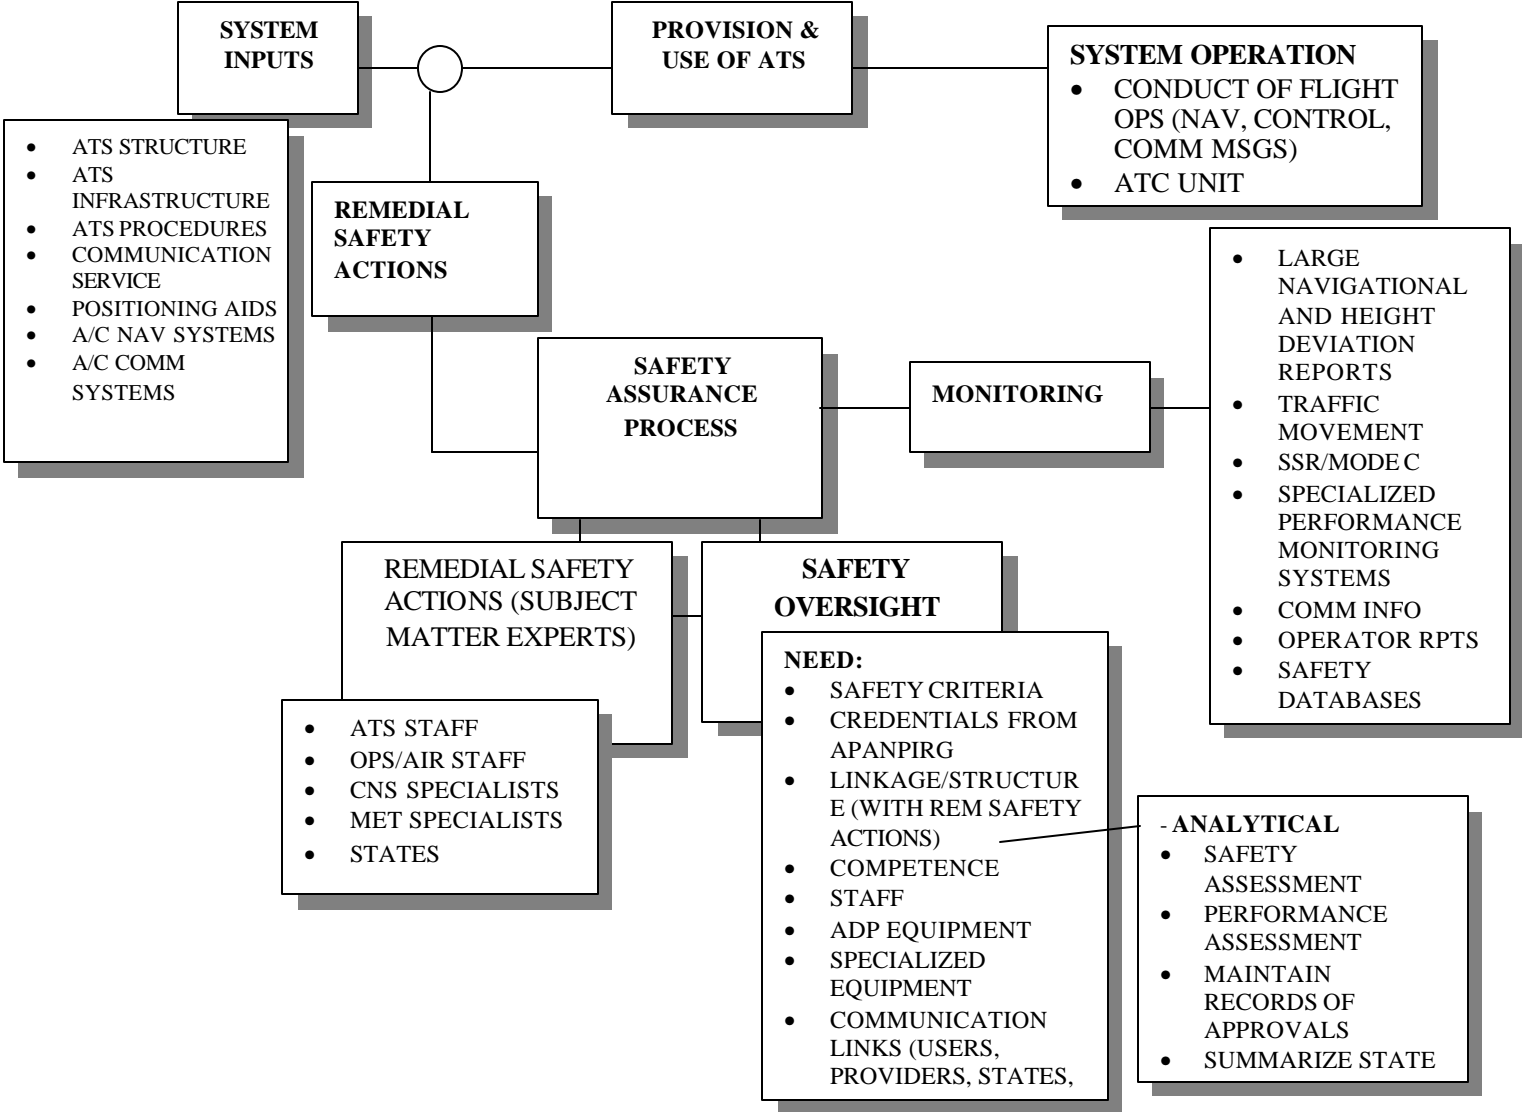 SYSTEM
INPUTS
PROVISION &
USE OF ATS
SYSTEM OPERATION
• CONDUCT OF FLIGHT
OPS (NAV, CONTROL,
COMM MSGS)
• ATC UNIT
• ATS STRUCTURE
• ATS
INFRASTRUCTURE
• ATS PROCEDURES
• COMMUNICATION
SERVICE
• POSITIONING AIDS
• A/C NAV SYSTEMS
• A/C COMM
SYSTEMS
REMEDIAL
SAFETY
ACTIONS
SAFETY
ASSURANCE
PROCESS
MONITORING
• LARGE
NAVIGATIONAL
AND HEIGHT
DEVIATION
REPORTS
• TRAFFIC
MOVEMENT
• SSR/MODE C
• SPECIALIZED
PERFORMANCE
MONITORING
SYSTEMS
• COMM INFO
• OPERATOR RPTS
• SAFETY
DATABASES
REMEDIAL SAFETY
ACTIONS (SUBJECT
MATTER EXPERTS)
• ATS STAFF
• OPS/AIR STAFF
• CNS SPECIALISTS
• MET SPECIALISTS
• STATES
SAFETY
OVERSIGHT
NEED:
• SAFETY CRITERIA
• CREDENTIALS FROM
APANPIRG
• LINKAGE/STRUCTUR
E (WITH REM SAFETY
ACTIONS)
• COMPETENCE
• STAFF
• ADP EQUIPMENT
• SPECIALIZED
EQUIPMENT
• COMMUNICATION
LINKS (USERS,
PROVIDERS, STATES,
- ANALYTICAL
• SAFETY
ASSESSMENT
• PERFORMANCE
ASSESSMENT
• MAINTAIN
RECORDS OF
APPROVALS
• SUMMARIZE STATE